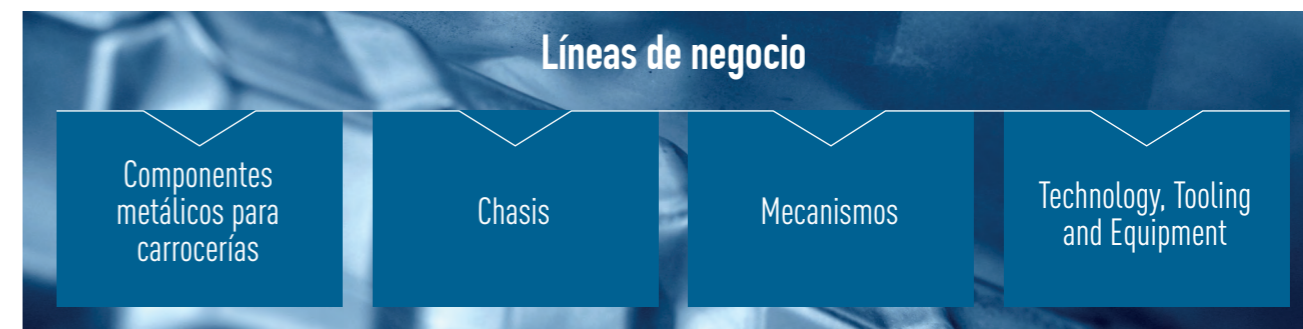 Líneas de negocio
Componentes
metálicos para
carrocerías
Chasis
Mecanismos
Technology, Tooling
and Equipment